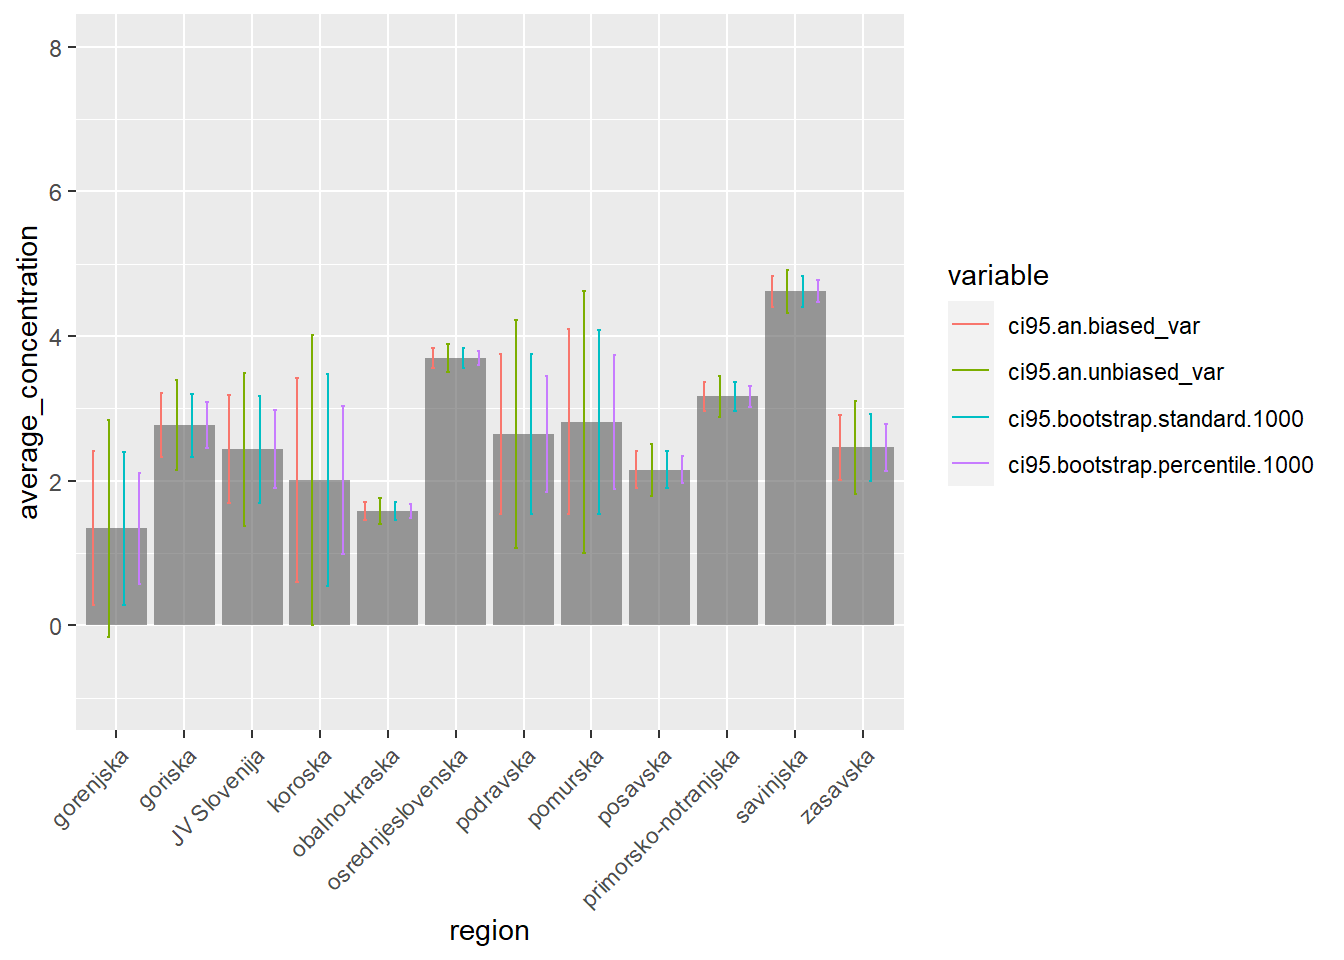 8
6
4
2
0
average_concentration
gorenjska
goriska
JV Slovenija
koroska
obalno-kraska
osrednjeslovenska
podravska
pomurska
posavska
primorsko-notranjska
savinjska
zasavska
region
variable
ci95.an.biased_var
ci95.an.unbiased_var
ci95.bootstrap.standard.1000
ci95.bootstrap.percentile.1000